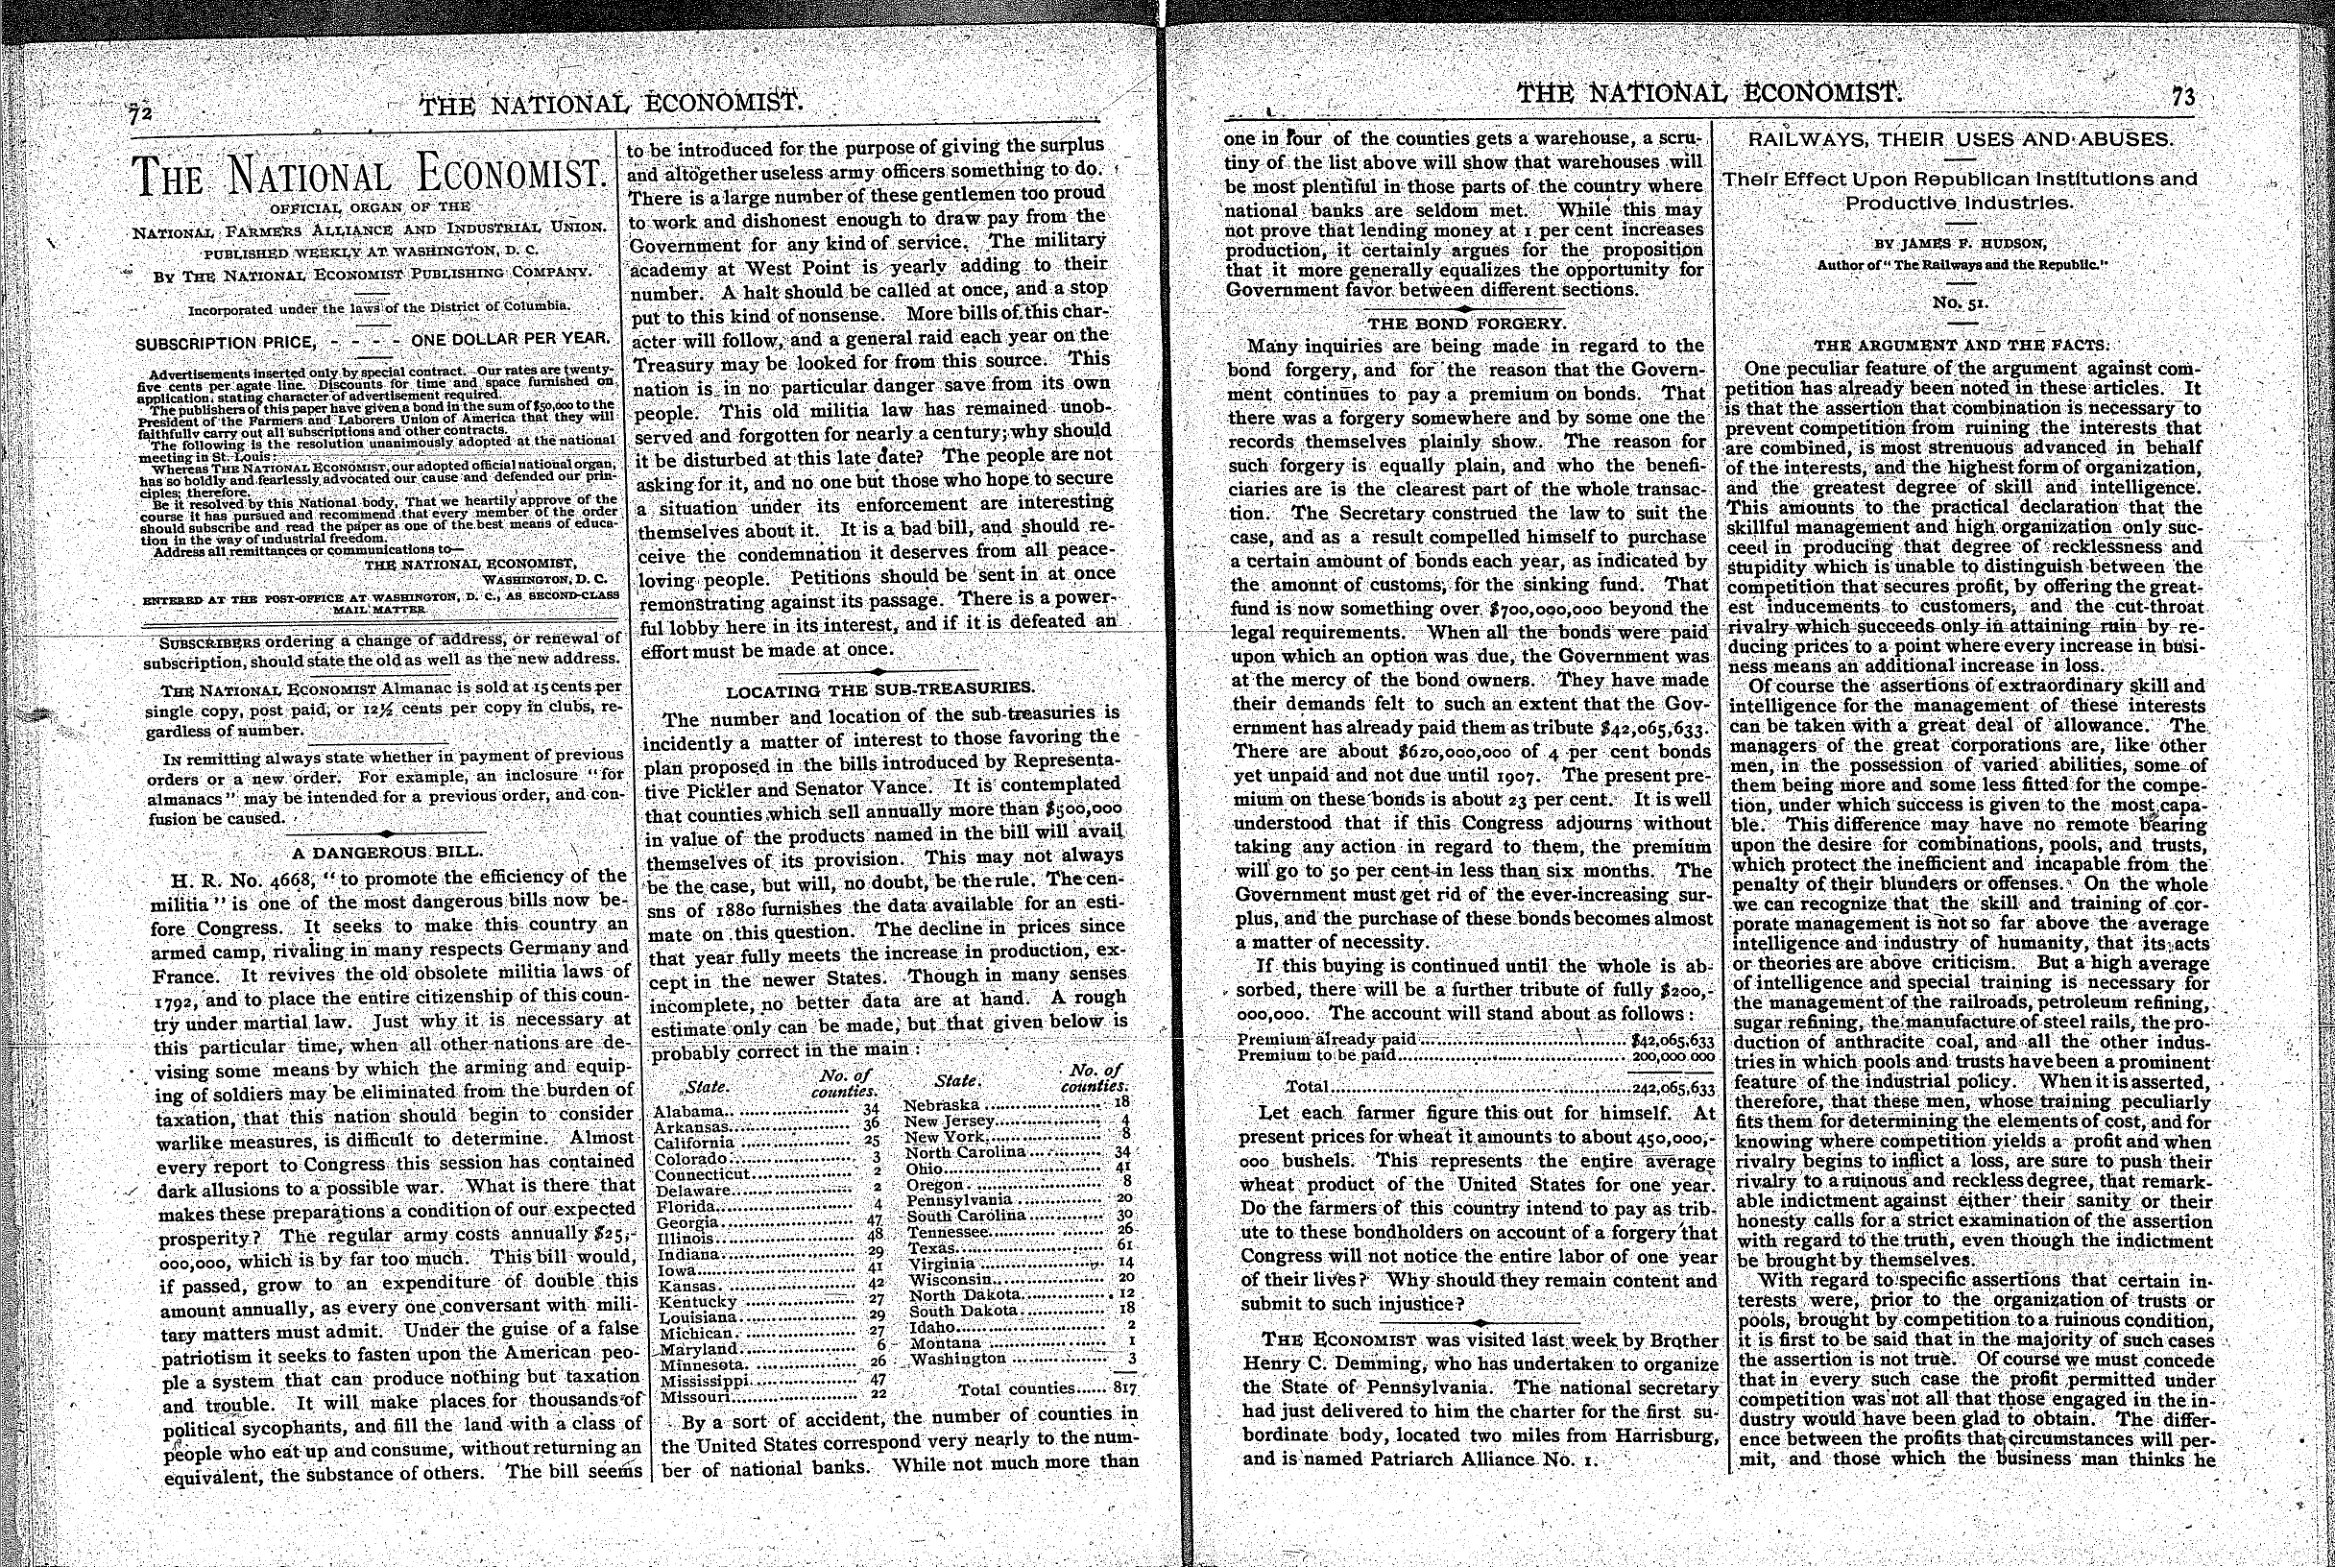 72
THE NATIONAL ECONOMIST.
THE NATIONAL ECONOMIST.
OFFICIAL ORGAN OF THE
NATIONAL FARMERS ALLIANCE AND INDUSTRIAL UNION.
PUBLISHED WEEKLY AT WASHINGTON, D. C.
BY THE NATIONAL ECONOMIST PUBLISHING COMPANY.
Incorporated under the laws of the District of Columbia.
SUBSCRIPTION PRICE, - - - - ONE DOLLAR PER YEAR.
Advertisements inserted only by special contract. Our rates are twenty-
five cents per agate line. Discounts for time and space furnished on
application, stating character of advertisement required.
The publishers of this paper have given a bond in the sum of $50,000 to the
President of the Farmers and Laborers Union of America that they will
faithfully carry out all subscriptions and other contracts.
The following is the resolution unanimously adopted at the national
meeting in St. Louis:
Whereas THE NATIONAL ECONOMIST, our adopted official national organ,
has so boldly and fearlessly advocated our cause and defended our prin-
ciples; therefore,
Be it resolved by this National body, That we heartily approve of the
course it has pursued and recommend that every member of the order
should subscribe and read the paper as one of the best means of educa-
tion in the way of industrial freedom.
Address all remittances or communications to—
THE NATIONAL ECONOMIST,
WASHINGTON, D. C.
ENTERED AT THE POST-OFFICE AT WASHINGTON, D. C., AS SECOND-CLASS
MAIL MATTER
SUBSCRIBERS ordering a change of address, or renewal of
subscription, should state the old as well as the new address.
THE NATIONAL ECONOMIST Almanac is sold at 15 cents per
single copy, post paid, or 12½ cents per copy in clubs, re-
gardless of number.
IN remitting always state whether in payment of previous
orders or a new order. For example, an inclosure "for
almanacs" may be intended for a previous order, and con-
fusion be caused.
A DANGEROUS BILL.
H. R. No. 4668, "to promote the efficiency of the
militia" is one of the most dangerous bills now be-
fore Congress. It seeks to make this country an
armed camp, rivaling in many respects Germany and
France. It revives the old obsolete militia laws of
1792, and to place the entire citizenship of this coun-
try under martial law. Just why it is necessary at
this particular time, when all other nations are de-
vising some means by which the arming and equip-
ing of soldiers may be eliminated from the burden of
taxation, that this nation should begin to consider
warlike measures, is difficult to determine. Almost
every report to Congress this session has contained
dark allusions to a possible war. What is there that
makes these preparations a condition of our expected
prosperity? The regular army costs annually $25,-
000,000, which is by far too much. This bill would,
if passed, grow to an expenditure of double this
amount annually, as every one conversant with mili-
tary matters must admit. Under the guise of a false
patriotism it seeks to fasten upon the American peo-
ple a system that can produce nothing but taxation
and trouble. It will make places for thousands of
political sycophants, and fill the land with a class of
people who eat up and consume, without returning an
equivalent, the substance of others. The bill seems
to be introduced for the purpose of giving the surplus
and altogether useless army officers something to do.
There is a large number of these gentlemen too proud
to work and dishonest enough to draw pay from the
Government for any kind of service. The military
academy at West Point is yearly adding to their
number. A halt should be called at once, and a stop
put to this kind of nonsense. More bills of this char-
acter will follow, and a general raid each year on the
Treasury may be looked for from this source. This
nation is in no particular danger save from its own
people. This old militia law has remained unob-
served and forgotten for nearly a century; why should
it be disturbed at this late date? The people are not
asking for it, and no one but those who hope to secure
a situation under its enforcement are interesting
themselves about it. It is a bad bill, and should re-
ceive the condemnation it deserves from all peace-
loving people. Petitions should be sent in at once
remonstrating against its passage. There is a power-
ful lobby here in its interest, and if it is defeated an
effort must be made at once.
LOCATING THE SUB-TREASURIES.
The number and location of the sub-treasuries is
incidently a matter of interest to those favoring the
plan proposed in the bills introduced by Representa-
tive Pickler and Senator Vance. It is contemplated
that counties which sell annually more than $500,000
in value of the products named in the bill will avail
themselves of its provision. This may not always
be the case, but will, no doubt, be the rule. The cen-
sns of 1880 furnishes the data available for an esti-
mate on this question. The decline in prices since
that year fully meets the increase in production, ex-
cept in the newer States. Though in many senses
incomplete, no better data are at hand. A rough
estimate only can be made, but that given below is
probably correct in the main:
State. No. of counties.
Alabama.. 34
Arkansas 36
California 25
Colorado 3
Connecticut 2
Delaware 2
Florida 4
Georgia 47
Illinois 48
Indiana 29
Iowa 41
Kansas 42
Kentucky 27
Louisiana 29
Michican 27
Maryland 6
Minnesota 26
Mississippi 47
Missouri 22
State. No. of counties.
Nebraska 18
New Jersey 4
New York 8
North Carolina 34
Ohio 41
Oregon 8
Pennsylvania 20
South Carolina 30
Tennessee 26
Texas 61
Virginia 14
Wisconsin 20
North Dakota 12
South Dakota 18
Idaho 2
Montana 1
Washington 3
Total counties...... 817
By a sort of accident, the number of counties in
the United States correspond very nearly to the num-
ber of national banks. While not much more than
THE NATIONAL ECONOMIST.
73
one in four of the counties gets a warehouse, a scru-
tiny of the list above will show that warehouses will
be most plentiful in those parts of the country where
national banks are seldom met. While this may
not prove that lending money at 1 per cent increases
production, it certainly argues for the proposition
that it more generally equalizes the opportunity for
Government favor between different sections.
THE BOND FORGERY.
Many inquiries are being made in regard to the
bond forgery, and for the reason that the Govern-
ment continues to pay a premium on bonds. That
there was a forgery somewhere and by some one the
records themselves plainly show. The reason for
such forgery is equally plain, and who the benefi-
ciaries are is the clearest part of the whole transac-
tion. The Secretary construed the law to suit the
case, and as a result compelled himself to purchase
a certain amount of bonds each year, as indicated by
the amonnt of customs, for the sinking fund. That
fund is now something over $700,000,000 beyond the
legal requirements. When all the bonds were paid
upon which an option was due, the Government was
at the mercy of the bond owners. They have made
their demands felt to such an extent that the Gov-
ernment has already paid them as tribute $42,065,633.
There are about $620,000,000 of 4 per cent bonds
yet unpaid and not due until 1907. The present pre-
mium on these bonds is about 23 per cent. It is well
understood that if this Congress adjourns without
taking any action in regard to them, the premium
will go to 50 per cent in less than six months. The
Government must get rid of the ever-increasing sur-
plus, and the purchase of these bonds becomes almost
a matter of necessity.
If this buying is continued until the whole is ab-
sorbed, there will be a further tribute of fully $200,-
000,000. The account will stand about as follows:
Premium already paid $42,065,633
Premium to be paid 200,000 000
Total 242,065,633
Let each farmer figure this out for himself. At
present prices for wheat it amounts to about 450,000,-
000 bushels. This represents the entire average
wheat product of the United States for one year.
Do the farmers of this country intend to pay as trib-
ute to these bondholders on account of a forgery that
Congress will not notice the entire labor of one year
of their lives? Why should they remain content and
submit to such injustice?
THE ECONOMIST was visited last week by Brother
Henry C. Demming, who has undertaken to organize
the State of Pennsylvania. The national secretary
had just delivered to him the charter for the first su-
bordinate body, located two miles from Harrisburg,
and is named Patriarch Alliance No. 1.
RAILWAYS, THEIR USES AND ABUSES.
Their Effect Upon Republican Institutions and
Productive Industries.
BY JAMES F. HUDSON,
Author of "The Railways and the Republic."
No. 51.
THE ARGUMENT AND THE FACTS.
One peculiar feature of the argument against com-
petition has already been noted in these articles. It
is that the assertion that combination is necessary to
prevent competition from ruining the interests that
are combined, is most strenuous advanced in behalf
of the interests, and the highest form of organization,
and the greatest degree of skill and intelligence.
This amounts to the practical declaration that the
skillful management and high organization only suc-
ceed in producing that degree of recklessness and
stupidity which is unable to distinguish between the
competition that secures profit, by offering the great-
est inducements to customers, and the cut-throat
rivalry which succeeds only in attaining ruin by re-
ducing prices to a point where every increase in busi-
ness means an additional increase in loss.
Of course the assertions of extraordinary skill and
intelligence for the management of these interests
can be taken with a great deal of allowance. The
managers of the great corporations are, like other
men, in the possession of varied abilities, some of
them being more and some less fitted for the compe-
tion, under which success is given to the most capa-
ble. This difference may have no remote bearing
upon the desire for combinations, pools, and trusts,
which protect the inefficient and incapable from the
penalty of their blunders or offenses. On the whole
we can recognize that the skill and training of cor-
porate management is not so far above the average
intelligence and industry of humanity, that its acts
or theories are above criticism. But a high average
of intelligence and special training is necessary for
the management of the railroads, petroleum refining,
sugar refining, the manufacture of steel rails, the pro-
duction of anthracite coal, and all the other indus-
tries in which pools and trusts have been a prominent
feature of the industrial policy. When it is asserted,
therefore, that these men, whose training peculiarly
fits them for determining the elements of cost, and for
knowing where competition yields a profit and when
rivalry begins to inflict a loss, are sure to push their
rivalry to a ruinous and reckless degree, that remark-
able indictment against either their sanity or their
honesty calls for a strict examination of the assertion
with regard to the truth, even though the indictment
be brought by themselves.
With regard to specific assertions that certain in-
terests were, prior to the organization of trusts or
pools, brought by competition to a ruinous condition,
it is first to be said that in the majority of such cases
the assertion is not true. Of course we must concede
that in every such case the profit permitted under
competition was not all that those engaged in the in-
dustry would have been glad to obtain. The differ-
ence between the profits that circumstances will per-
mit, and those which the business man thinks he